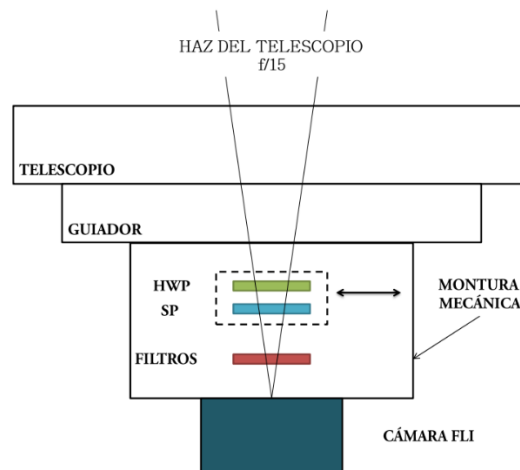 HAZ DEL TELESCOPIO
f/15
TELESCOPIO
GUIADOR
HWP
SP
MONTURA
MECÁNICA
FILTROS
CÁMARA FLI